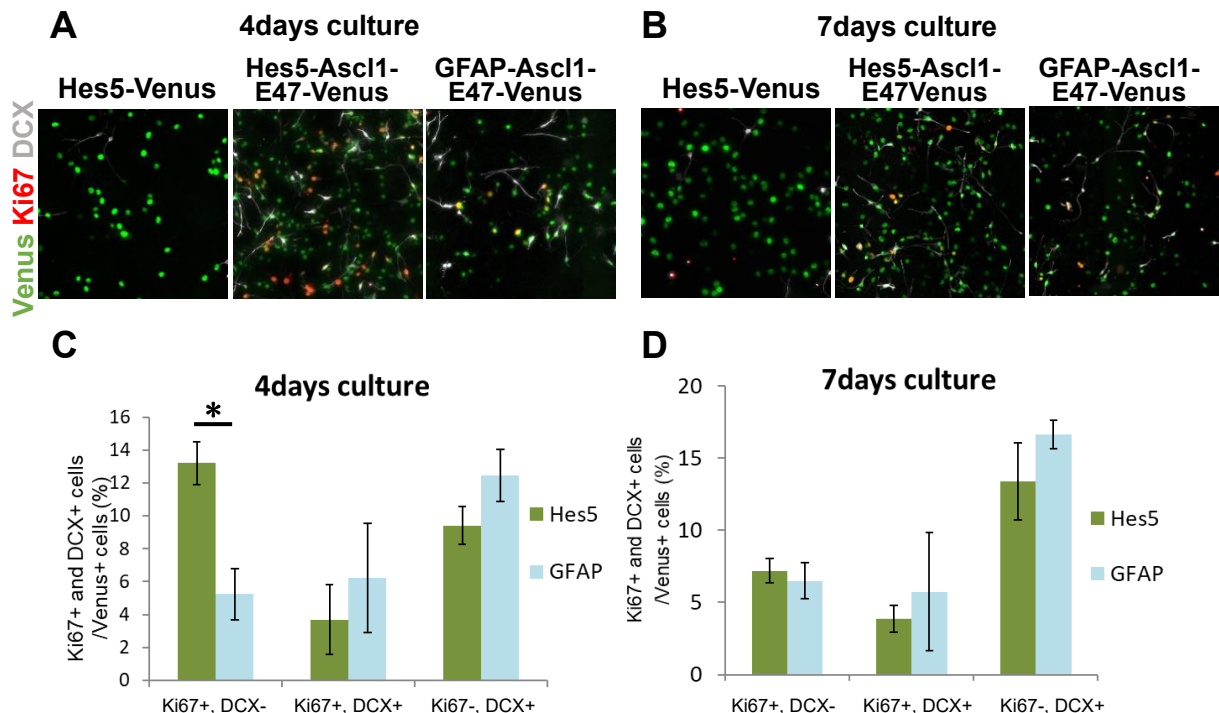 A
4days culture
Hes5-Venus
Hes5-Ascl1-
E47-Venus
GFAP-Ascl1-
E47-Venus
Venus Ki67 DCX
B
7days culture
Hes5-Venus
Hes5-Ascl1-
E47Venus
GFAP-Ascl1-
E47-Venus
C
4days culture
Ki67+ and DCX+ cells
/Venus+ cells (%)
16
14
12
10
8
6
4
2
0
*
Ki67+, DCX-
Ki67+, DCX+
Ki67-, DCX+
Hes5
GFAP
D
7days culture
Ki67+ and DCX+ cells
/Venus+ cells (%)
20
15
10
5
0
Ki67+, DCX-
Ki67+, DCX+
Ki67-, DCX+
Hes5
GFAP